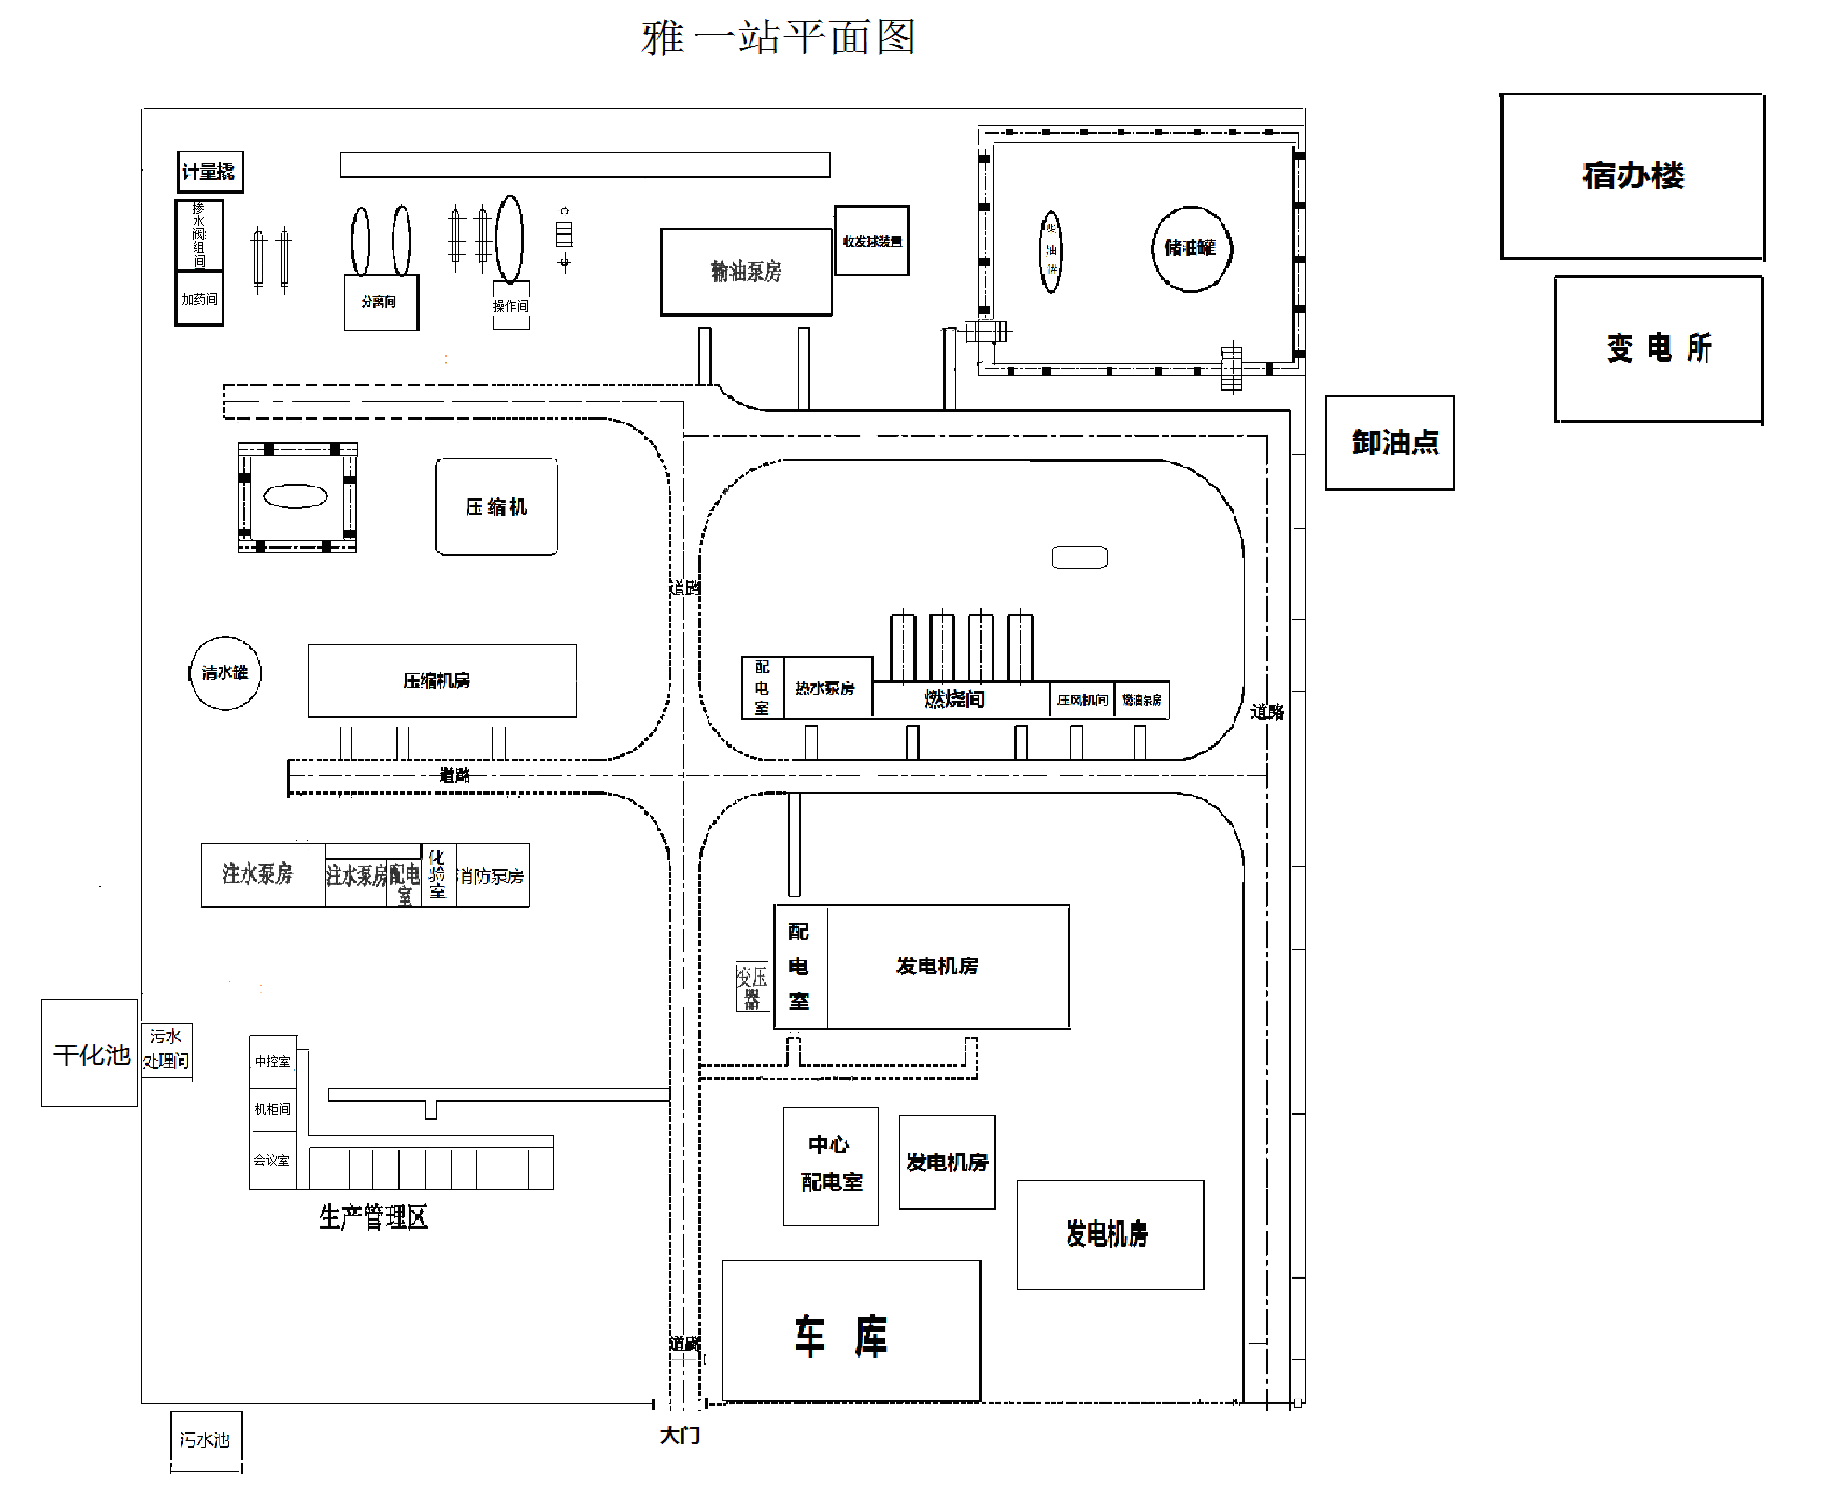 雅一站平面图
计量撬
掺水阀组间
加药间
分离间
操作间
输油泵房
收发球装置
储油罐
宿办楼
变电所
卸油点
压缩机
道路
清水罐
压缩机房
配电室
热水泵房
燃烧间
压风机间
燃油泵房
道路
道路
注水泵房
注水泵房
配电室
化验室
消防泵房
变压器
配电室
发电机房
干化池
污水
处理间
中控室
机柜间
会议室
生产管理区
中心
配电室
发电机房
发电机房
车库
道路
大门
污水池